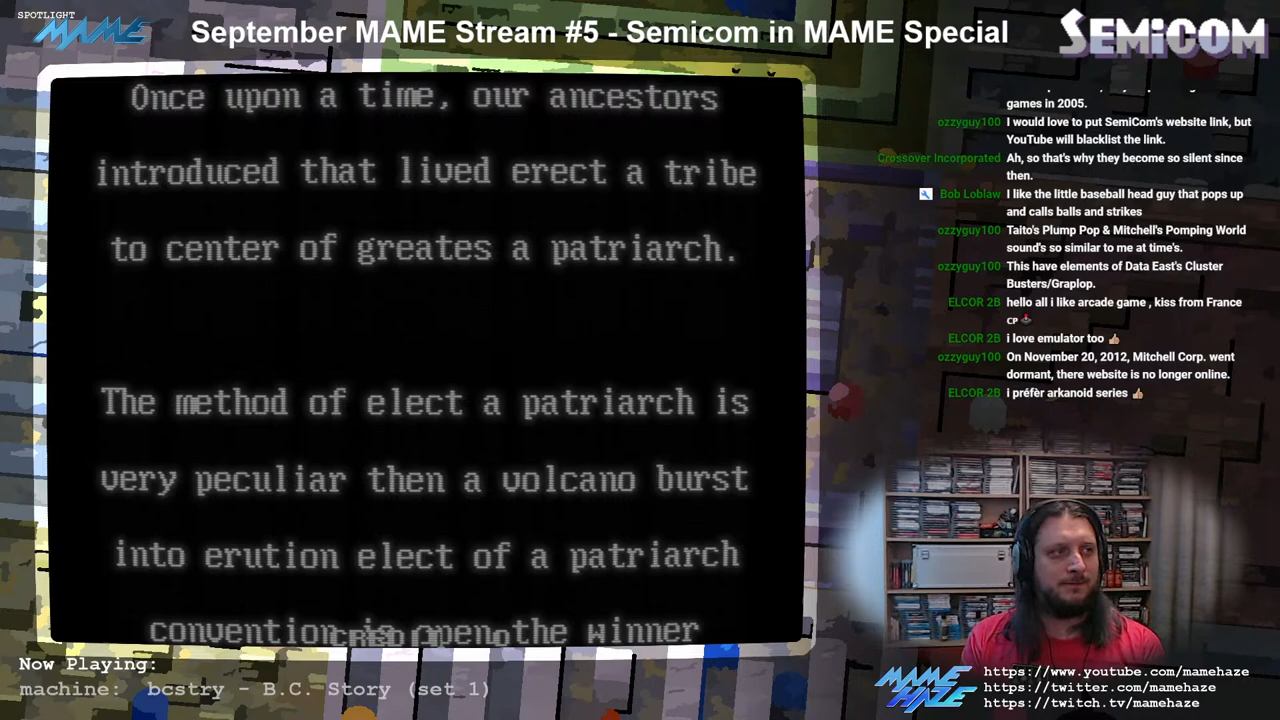 SPOTLIGHT
MAME
September MAME Stream #5 - Semicom in MAME Special
SEMiCOM
Once upon a time, our ancestors
introduced that lived erect a tribe
to center of greates a patriarch.
The method of elect a patriarch is
very peculiar then a volcano burst
into erution elect of a patriarch
convention is open the winner
games in 2005.
ozzyguy100 I would love to put SemiCom's website link, but
YouTube will blacklist the link.
Crossover Incorporated Ah, so that's why they become so silent since
then.
Bob Loblaw I like the little baseball head guy that pops up
and calls balls and strikes
ozzyguy100 Taito's Plump Pop & Mitchell's Pomping World
sound's so similar to me at time's.
ozzyguy100 This have elements of Data East's Cluster
Busters/Graplop.
ELCOR 2B hello all i like arcade game , kiss from France
CP
ELCOR 2B i love emulator too
ozzyguy100 On November 20, 2012, Mitchell Corp. went
dormant, there website is no longer online.
ELCOR 2B i préfèr arkanoid series
Now Playing:
machine: bcstry - B.C. Story (set 1)
MAME
HAZE
https://www.youtube.com/mamehaze
https://twitter.com/mamehaze
https://twitch.tv/mamehaze